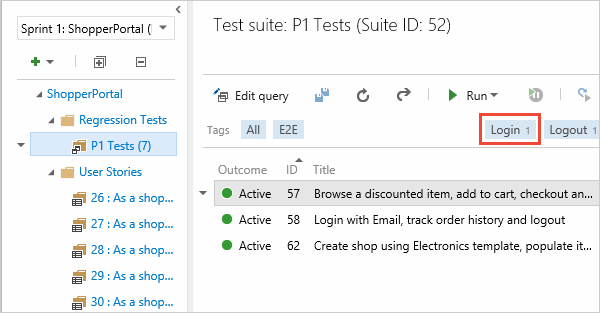 Sprint 1: ShopperPortal (I
ShopperPortal
Regression Tests
P1 Tests (7)
User Stories
26 : As a shop...
27 : As a shop...
28 : As a shop...
29 : As a shop...
30 : As a shop...
Test suite: P1 Tests (Suite ID: 52)
Edit query
Run
Tags All E2E Login 1 Logout 1
Outcome ID Title
Active 57 Browse a discounted item, add to cart, checkout an...
Active 58 Login with Email, track order history and logout
Active 62 Create shop using Electronics template, populate it...